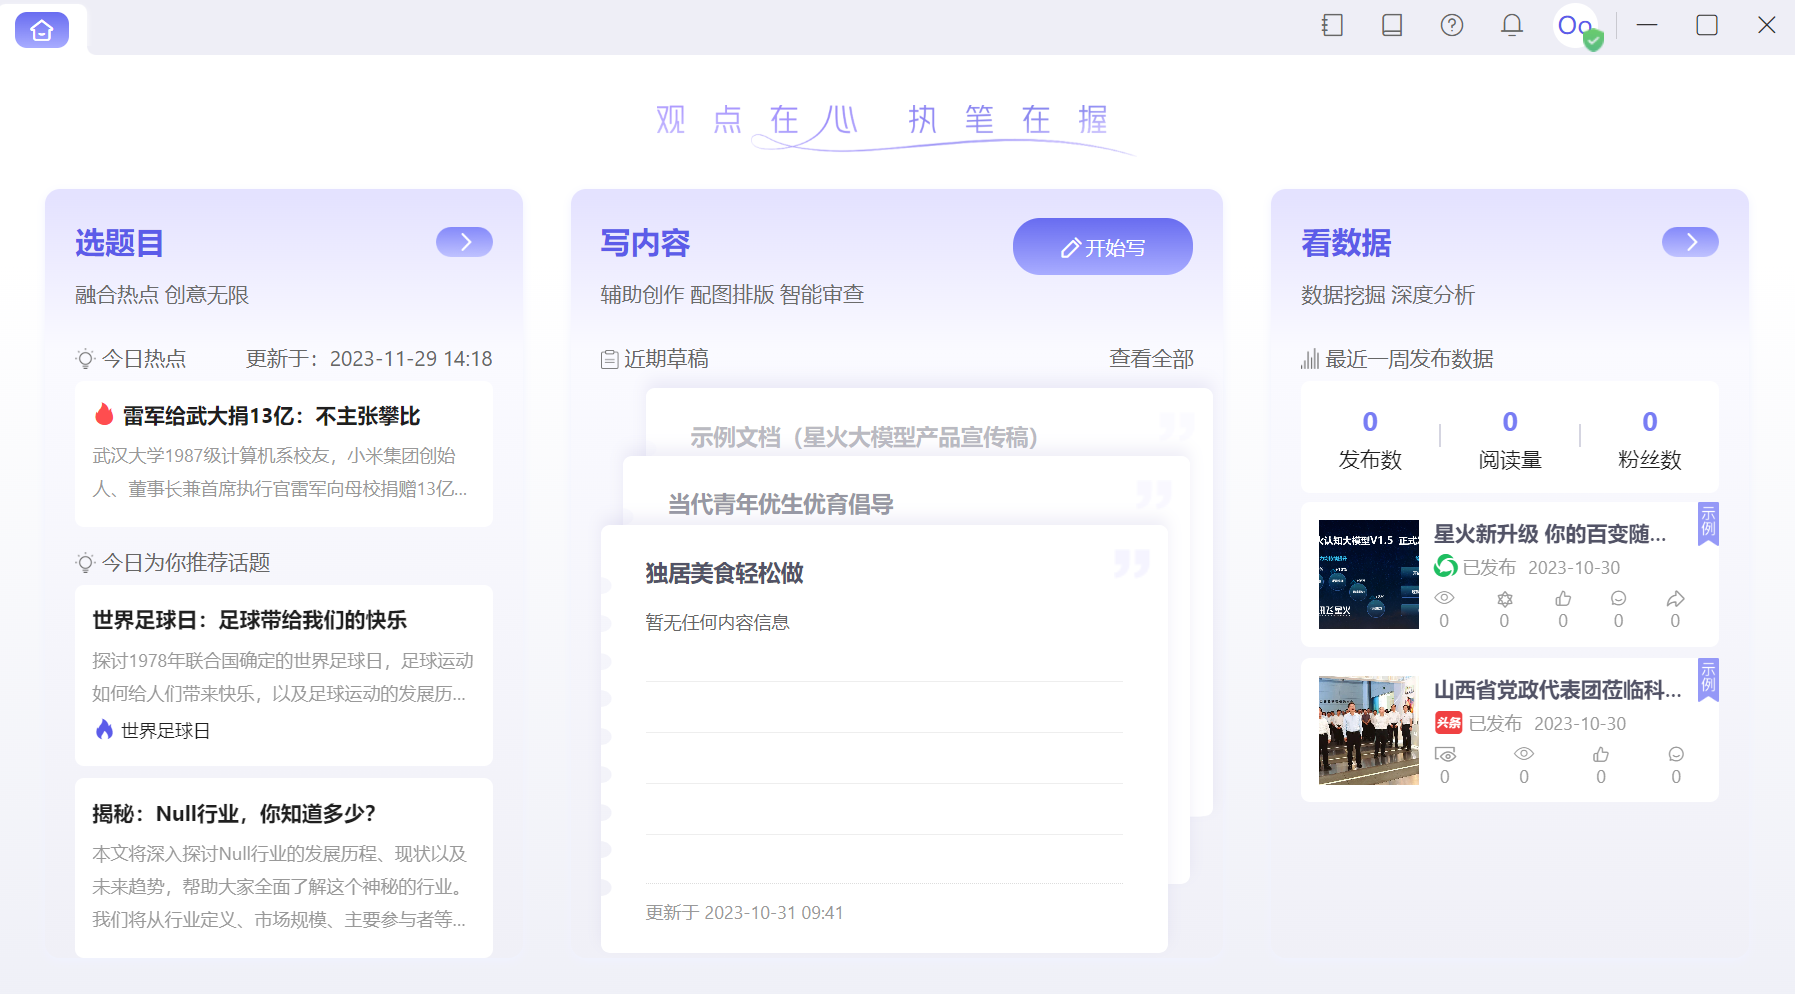 Oo
观点在心 执笔在握
选题目
融合热点 创意无限
今日热点 更新于：2023-11-29 14:18
雷军给武大捐13亿：不主张攀比
武汉大学1987级计算机系校友，小米集团创始
人、董事长兼首席执行官雷军向母校捐赠13亿...
今日为你推荐话题
世界足球日：足球带给我们的快乐
探讨1978年联合国确定的世界足球日，足球运动
如何给人们带来快乐，以及足球运动的发展历...
世界足球日
揭秘：Null行业，你知道多少？
本文将深入探讨Null行业的发展历程、现状以及
未来趋势，帮助大家全面了解这个神秘的行业。
我们将从行业定义、市场规模、主要参与者等...
写内容
开始写
辅助创作 配图排版 智能审查
近期草稿 查看全部
示例文档（星火大模型产品宣传稿）
当代青年优生优育倡导
独居美食轻松做
暂无任何内容信息
更新于 2023-10-31 09:41
看数据
数据挖掘 深度分析
最近一周发布数据
0 0 0
发布数 阅读量 粉丝数
示例
火认知大模型V1.5 正式发
讯飞星火
星火新升级 你的百变随...
已发布 2023-10-30
0 0 0 0 0
示例
山西省党政代表团莅临科...
头条 已发布 2023-10-30
0 0 0 0